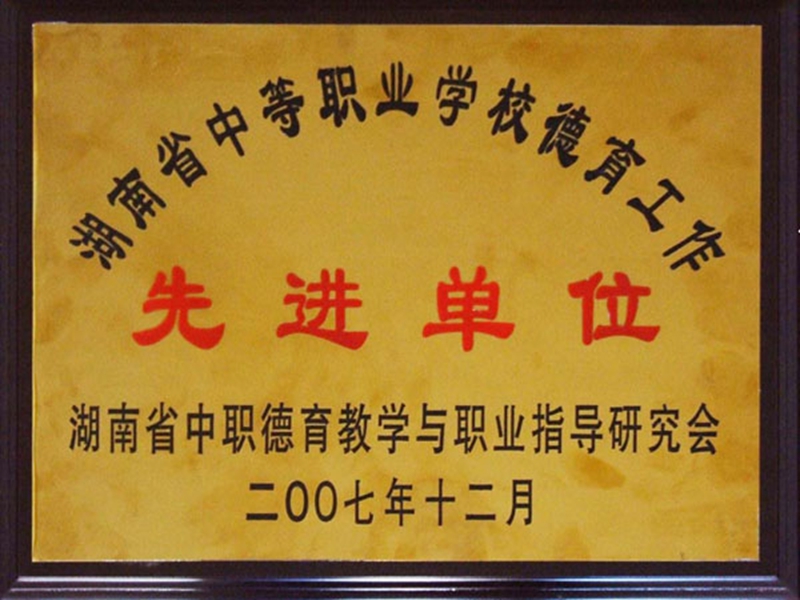 湖南省中等职业学校德育工作
先进单位
湖南省中职德育教学与职业指导研究会
二〇〇七年十二月